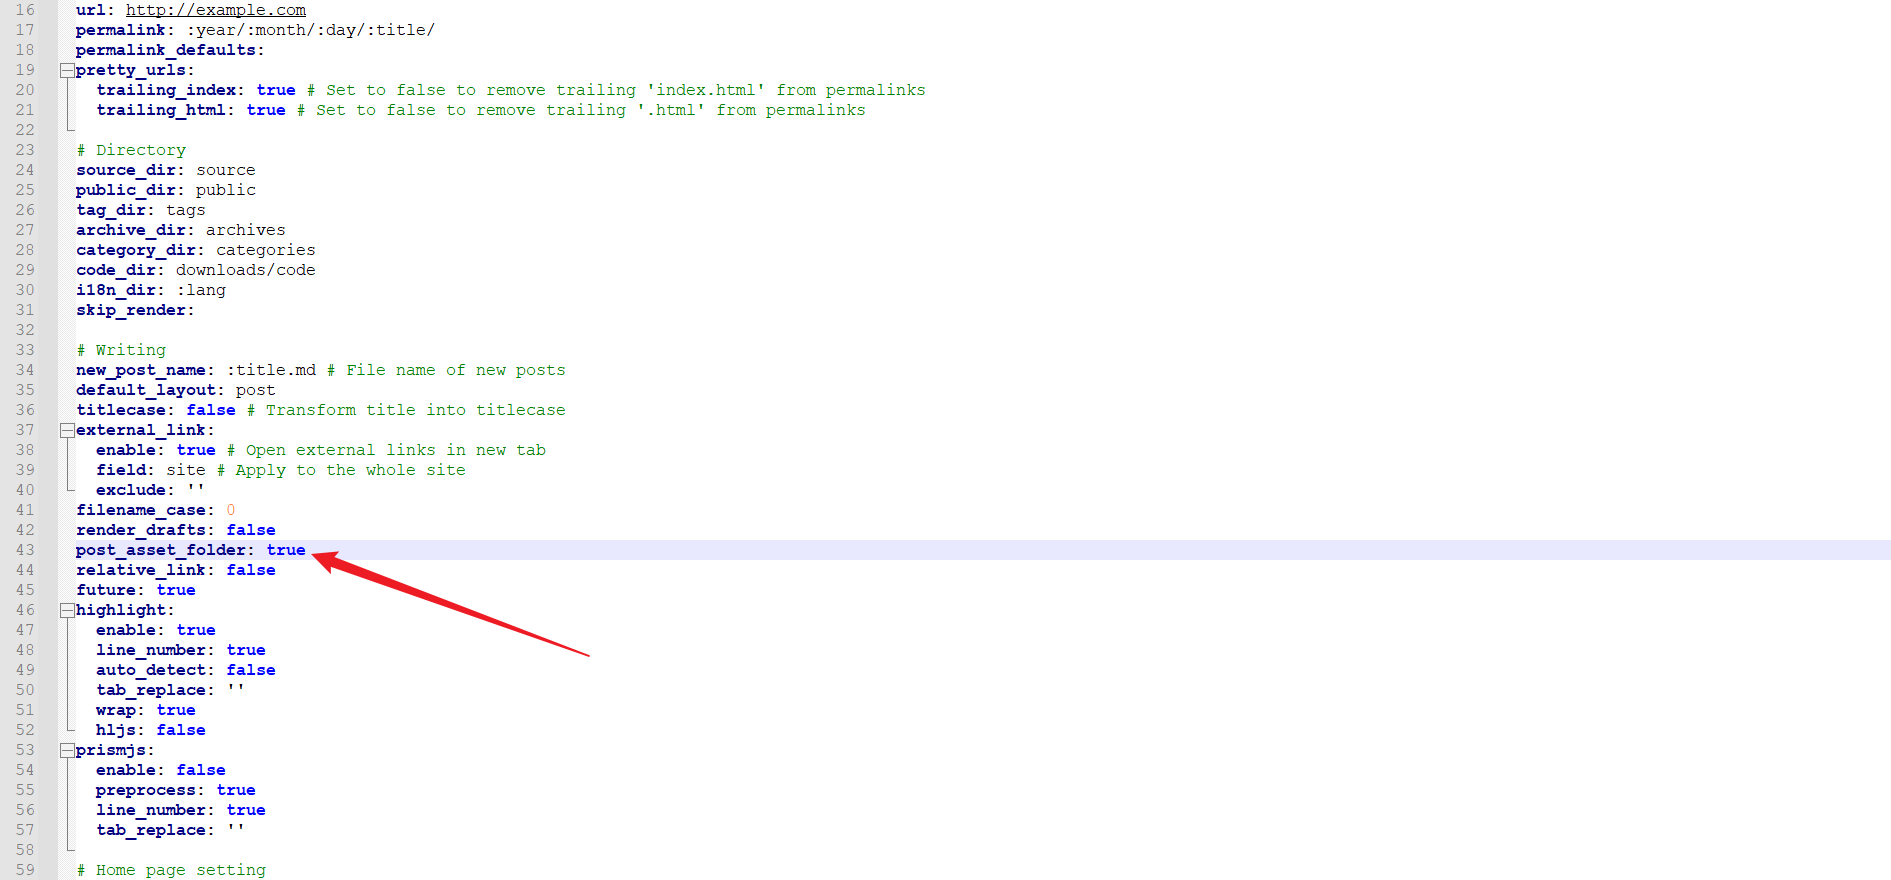 16 url: http://example.com
17 permalink: :year/:month/:day/:title/
18 permalink_defaults:
19 pretty_urls:
20   trailing_index: true # Set to false to remove trailing 'index.html' from permalinks
21   trailing_html: true # Set to false to remove trailing '.html' from permalinks
22
23 # Directory
24 source_dir: source
25 public_dir: public
26 tag_dir: tags
27 archive_dir: archives
28 category_dir: categories
29 code_dir: downloads/code
30 i18n_dir: :lang
31 skip_render:
32
33 # Writing
34 new_post_name: :title.md # File name of new posts
35 default_layout: post
36 titlecase: false # Transform title into titlecase
37 external_link:
38   enable: true # Open external links in new tab
39   field: site # Apply to the whole site
40   exclude: ''
41 filename_case: 0
42 render_drafts: false
43 post_asset_folder: true
44 relative_link: false
45 future: true
46 highlight:
47   enable: true
48   line_number: true
49   auto_detect: false
50   tab_replace: ''
51   wrap: true
52   hljs: false
53 prismjs:
54   enable: false
55   preprocess: true
56   line_number: true
57   tab_replace: ''
58
59 # Home page setting